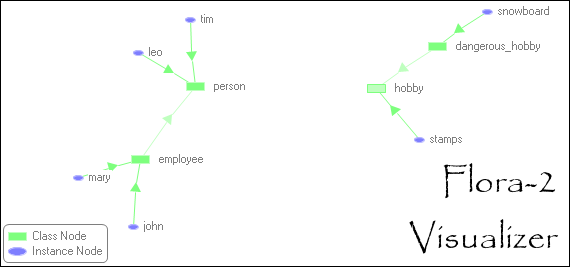 tim
snowboard
leo
dangerous_hobby
person
hobby
stamps
employee
mary
john
Flora-2
Visualizer
Class Node
Instance Node